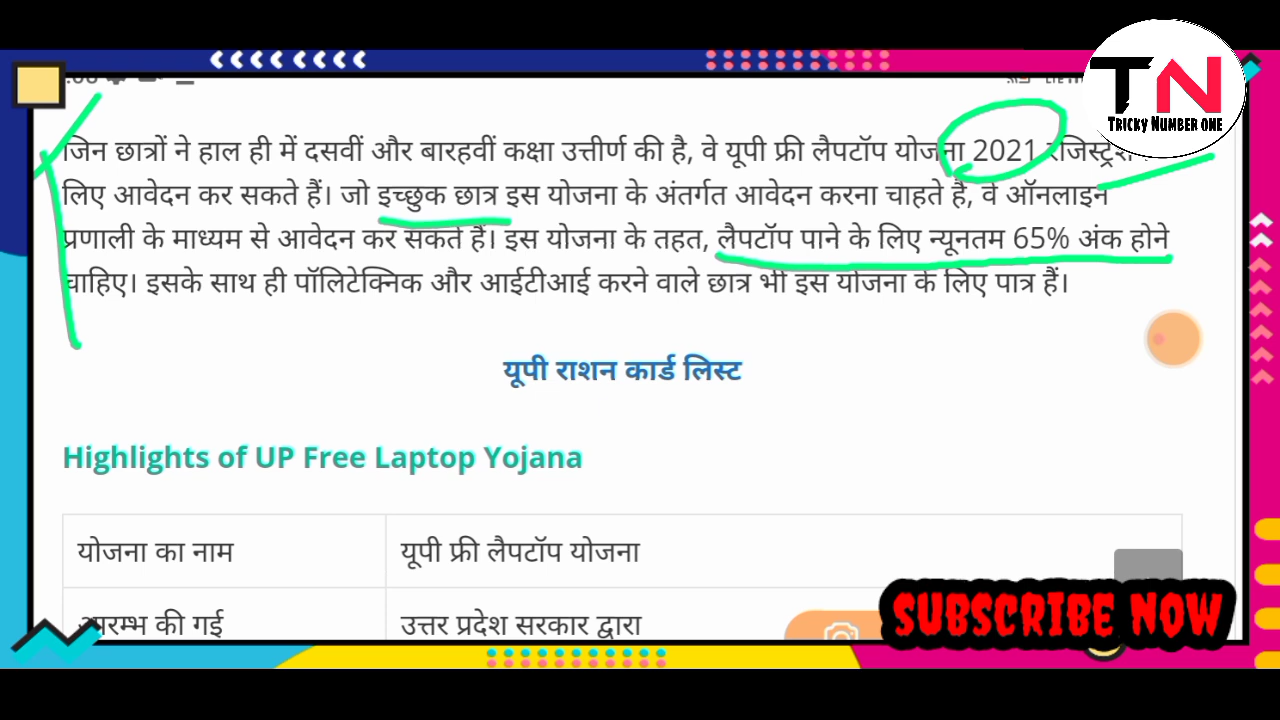 TN
TRICKY NUMBER ONE
जिन छात्रों ने हाल ही में दसवीं और बारहवीं कक्षा उत्तीर्ण की है, वे यूपी फ्री लैपटॉप योजना 2021
लिए आवेदन कर सकते हैं। जो इच्छुक छात्र इस योजना के अंतर्गत आवेदन करना चाहते है, वे ऑनलाइन
प्रणाली के माध्यम से आवेदन कर सकते हैं। इस योजना के तहत, लैपटॉप पाने के लिए न्यूनतम 65% अंक होने
चाहिए। इसके साथ ही पॉलिटेक्निक और आईटीआई करने वाले छात्र भी इस योजना के लिए पात्र हैं।
यूपी राशन कार्ड लिस्ट
Highlights of UP Free Laptop Yojana
योजना का नाम यूपी फ्री लैपटॉप योजना
आरम्भ की गई उत्तर प्रदेश सरकार द्वारा
SUBSCRIBE NOW